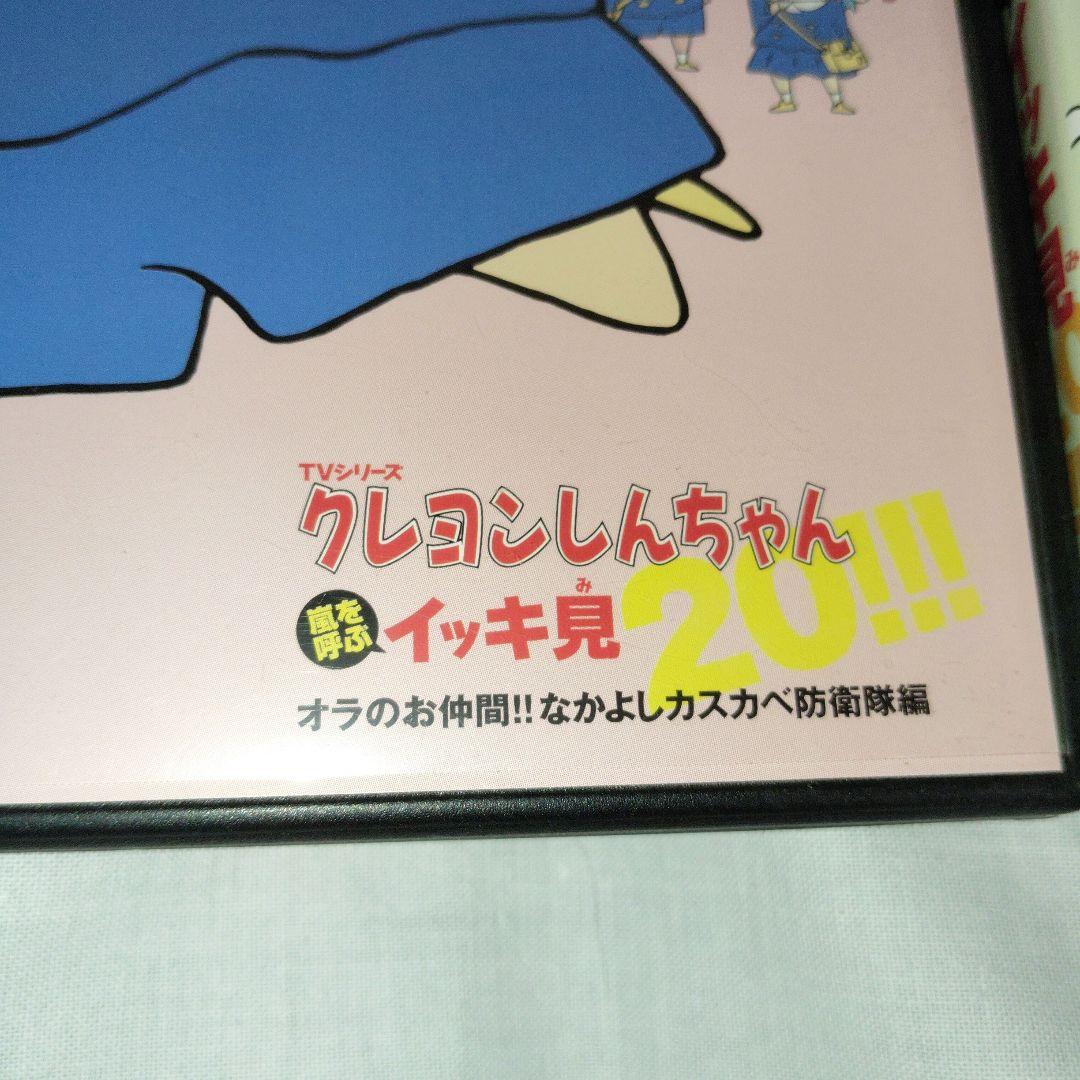 TVシリーズ
クレヨンしんちゃん
嵐を呼ぶ イッキ見20!!!
み
オラのお仲間!! なかよしカスカベ防衛隊編